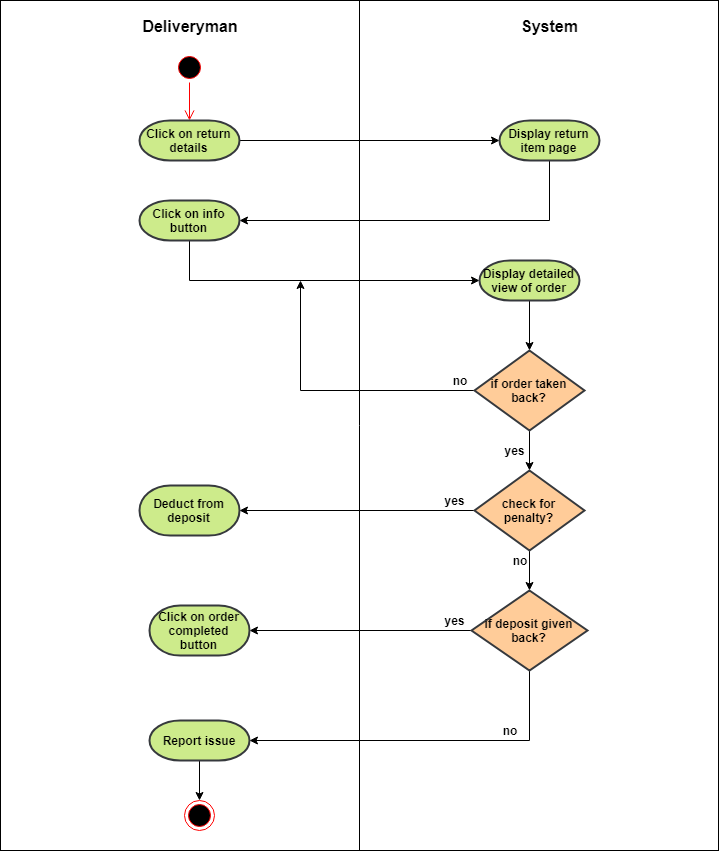 Deliveryman
System
Click on return
details
Display return
item page
Click on info
button
Display detailed
view of order
no
if order taken
back?
yes
Deduct from
deposit
yes
check for
penalty?
no
Click on order
completed
button
yes
if deposit given
back?
no
Report issue